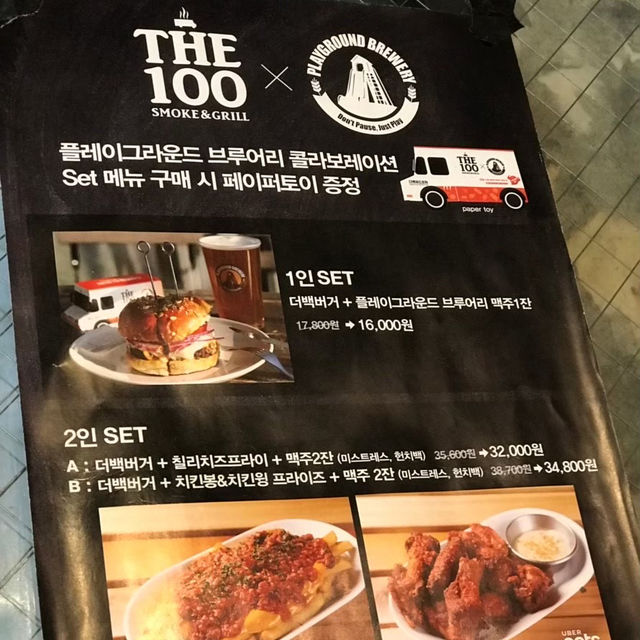 THE
100
SMOKE & GRILL
×
PLAYGROUND BREWERY
Don't Pause, Just Play
플레이그라운드 브루어리 콜라보레이션
Set 메뉴 구매 시 페이퍼토이 증정
THE
100
paper toy
1인 SET
더백버거 + 플레이그라운드 브루어리 맥주1잔
17,800원 → 16,000원
2인 SET
A : 더백버거 + 칠리치즈프라이 + 맥주2잔 (미스트레스, 헌치백) 35,600원 → 32,000원
B : 더백버거 + 치킨봉&치킨윙 프라이즈 + 맥주 2잔 (미스트레스, 헌치백) 38,700원 → 34,800원
UBER
eats